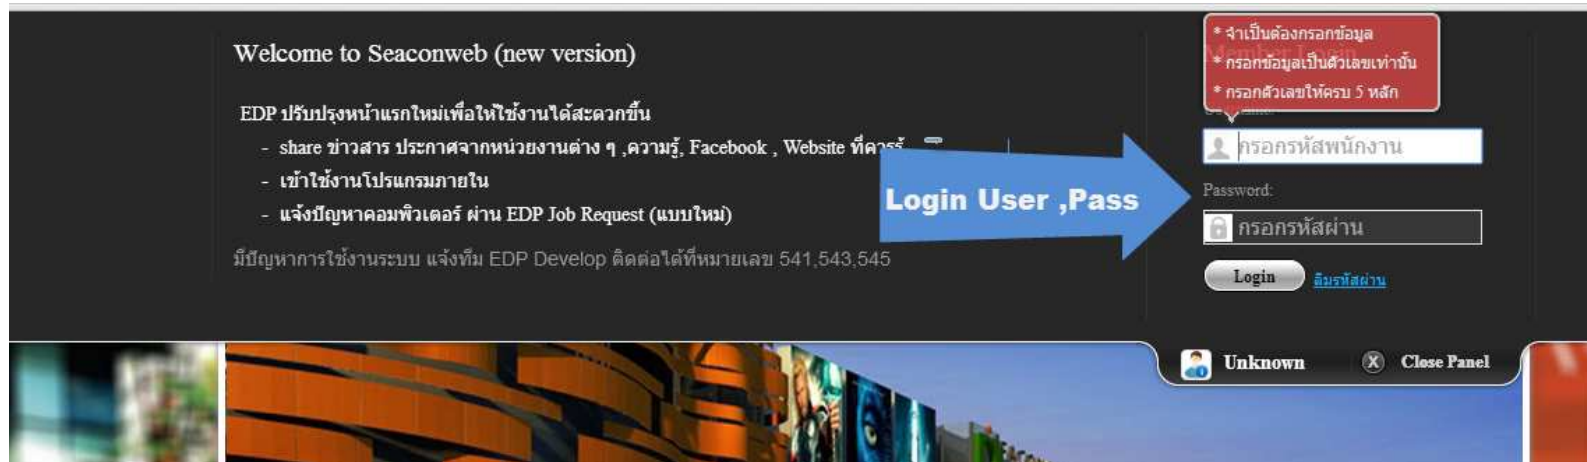 Welcome to Seaconweb (new version)
EDP ปรับปรุงหน้าแรกใหม่เพื่อให้ใช้งานได้สะดวกขึ้น
- share ข่าวสาร ประกาศจากหน่วยงานต่าง ๆ ,ความรู้, Facebook , Website ที่ควรรู้
- เข้าใช้งานโปรแกรมภายใน
- แจ้งปัญหาคอมพิวเตอร์ ผ่าน EDP Job Request (แบบใหม่)
มีปัญหาการใช้งานระบบ แจ้งทีม EDP Develop ติดต่อได้ที่หมายเลข 541,543,545
Login User ,Pass
* จำเป็นต้องกรอกข้อมูล
Member Login
* กรอกข้อมูลเป็นตัวเลขเท่านั้น
* กรอกตัวเลขให้ครบ 5 หลัก
กรอกรหัสพนักงาน
Password:
กรอกรหัสผ่าน
Login ลืมรหัสผ่าน
Unknown X Close Panel